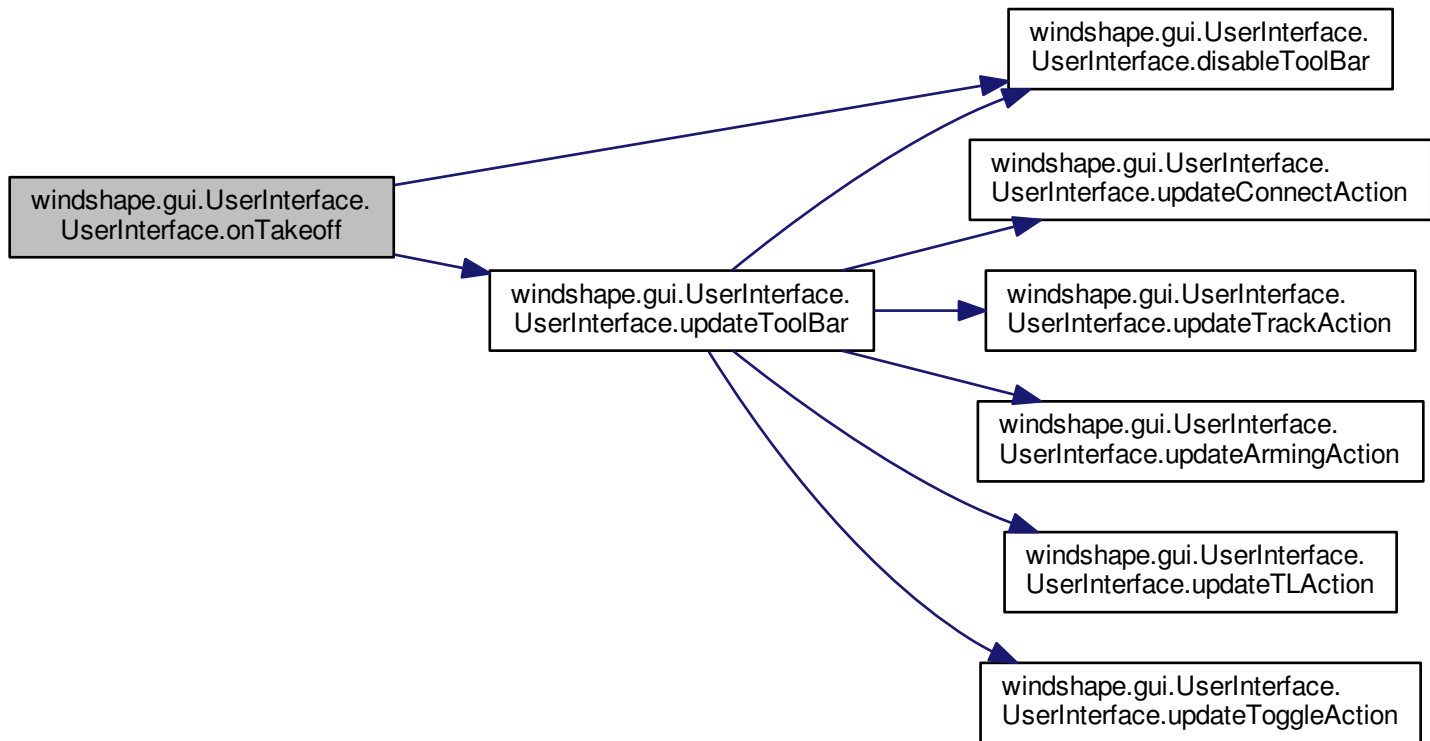 windshape.gui.UserInterface.
UserInterface.disableToolBar
windshape.gui.UserInterface.
UserInterface.updateConnectAction
windshape.gui.UserInterface.
UserInterface.onTakeoff
windshape.gui.UserInterface.
UserInterface.updateToolBar
windshape.gui.UserInterface.
UserInterface.updateTrackAction
windshape.gui.UserInterface.
UserInterface.updateArmingAction
windshape.gui.UserInterface.
UserInterface.updateTLAction
windshape.gui.UserInterface.
UserInterface.updateToggleAction